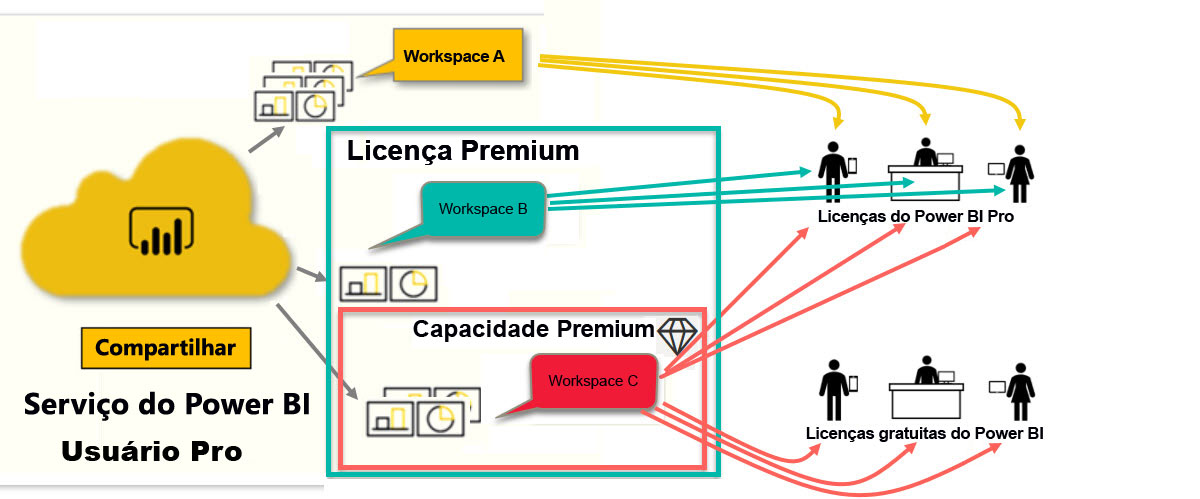 Workspace A
Licença Premium
Workspace B
Licenças do Power BI Pro
Capacidade Premium
Compartilhar
Workspace C
Serviço do Power BI
Usuário Pro
Licenças gratuitas do Power BI